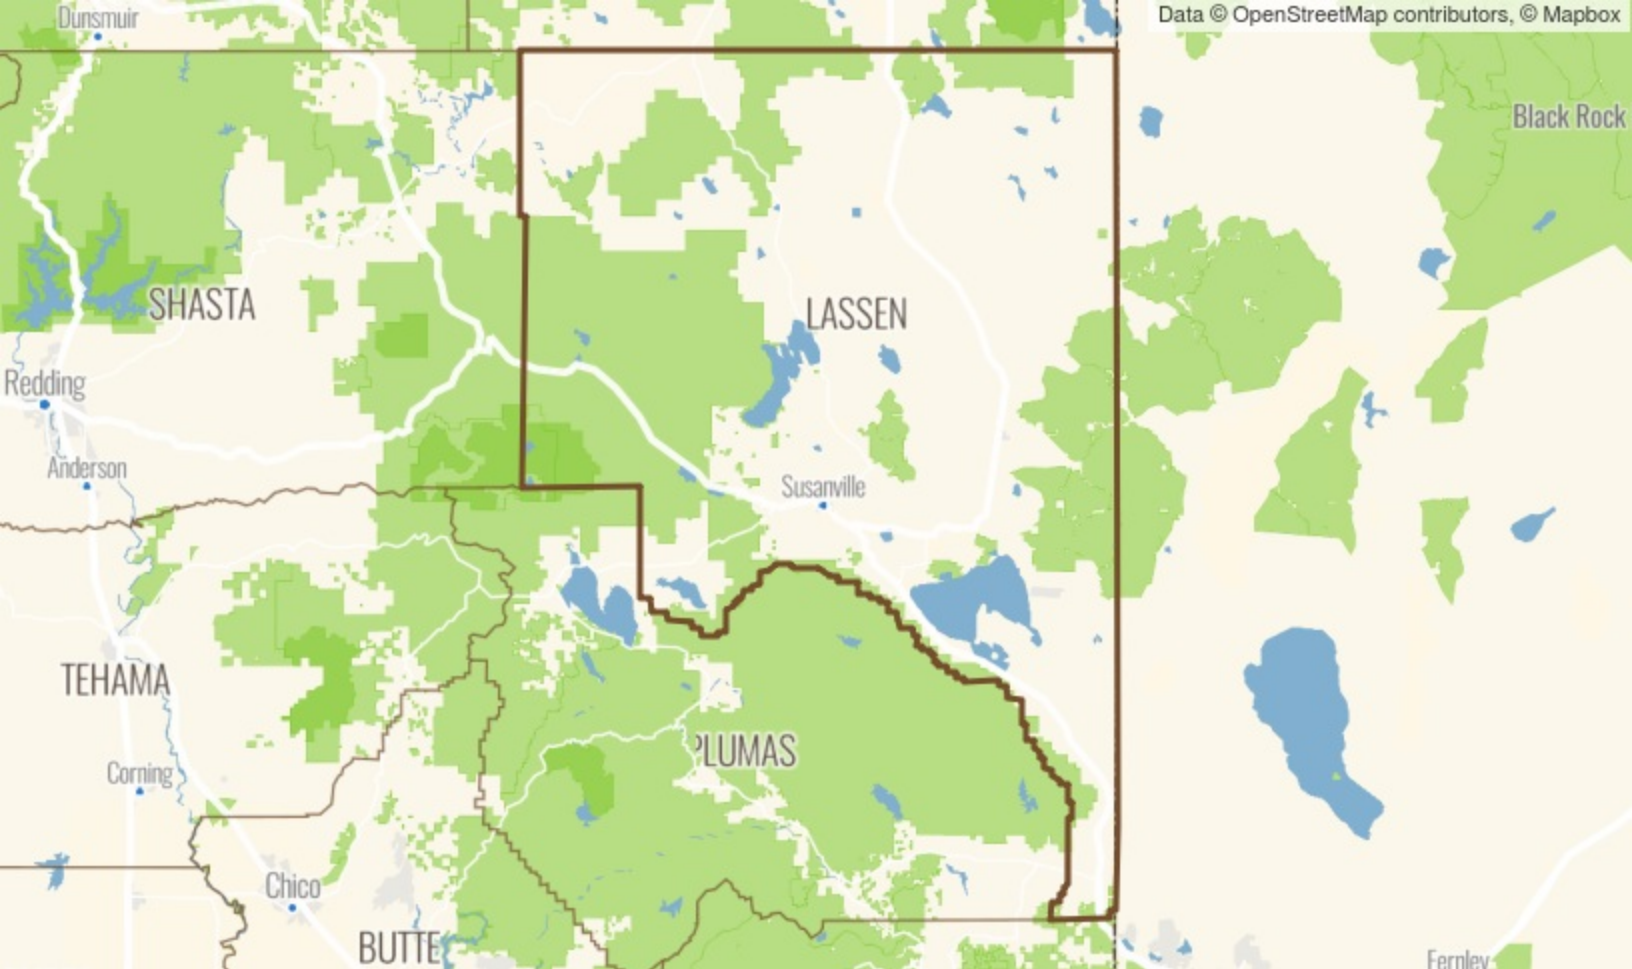 Dunsmuir
Data © OpenStreetMap contributors, © Mapbox
Black Rock
SHASTA
LASSEN
Redding
Anderson
Susanville
TEHAMA
PLUMAS
Corning
Chico
BUTTE
Fernley